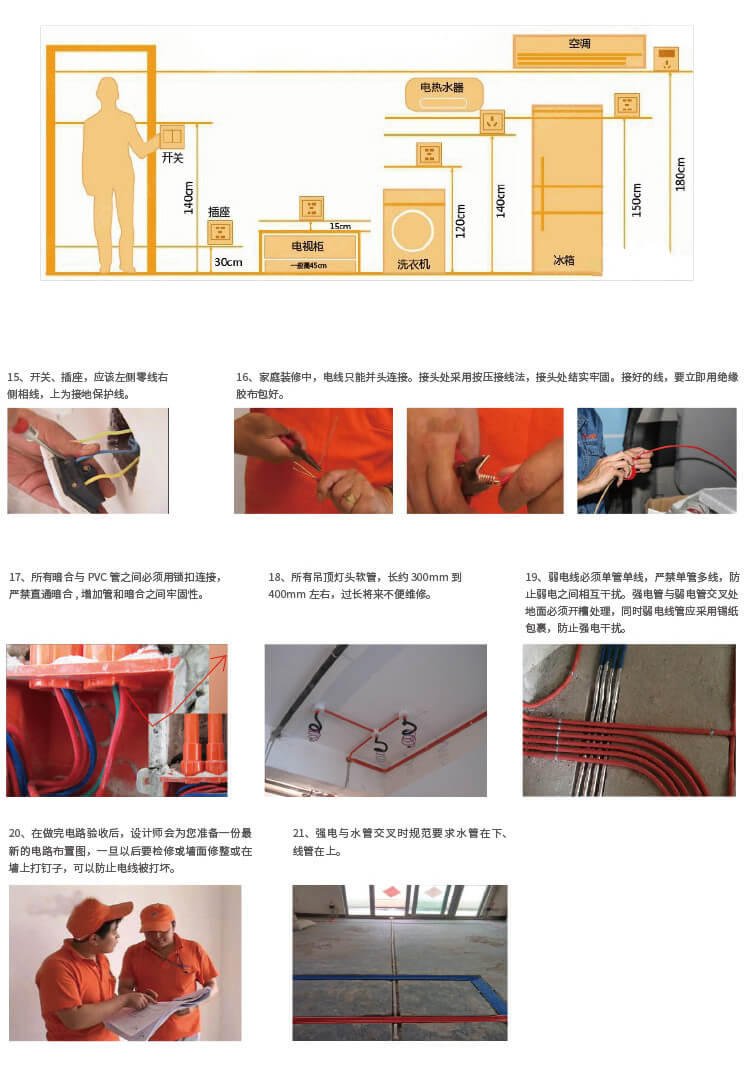 空调
电热水器
开关
140cm
插座
30cm
15cm
电视柜
一般高45cm
洗衣机
120cm
140cm
冰箱
150cm
180cm
15、开关、插座，应该左侧零线右
侧相线，上为接地保护线。
16、家庭装修中，电线只能并头连接。接头处采用按压接线法，接头处结实牢固。接好的线，要立即用绝缘
胶布包好。
17、所有暗合与 PVC 管之间必须用锁扣连接，
严禁直通暗合 , 增加管和暗合之间牢固性。
18、所有吊顶灯头软管，长约 300mm 到
400mm 左右，过长将来不便维修。
19、弱电线必须单管单线，严禁单管多线，防
止弱电之间相互干扰。强电管与弱电管交叉处
地面必须开槽处理，同时弱电线管应采用锡纸
包裹，防止强电干扰。
20、在做完电路验收后，设计师会为您准备一份最
新的电路布置图，一旦以后要检修或墙面修整或在
墙上打钉子，可以防止电线被打坏。
21、强电与水管交叉时规范要求水管在下、
线管在上。